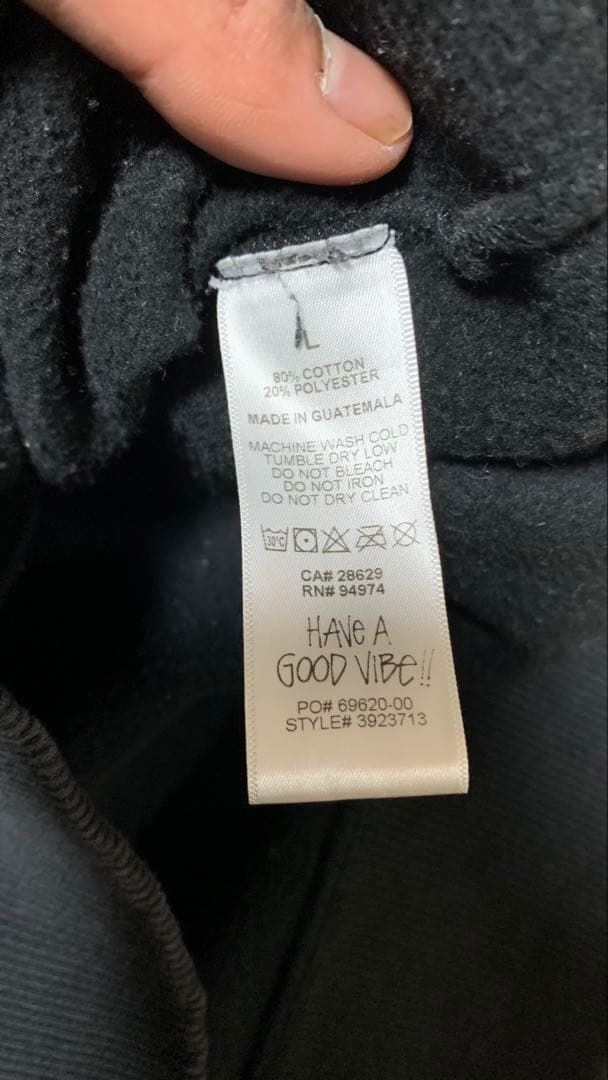 L
80% COTTON
20% POLYESTER
MADE IN GUATEMALA
MACHINE WASH COLD
TUMBLE DRY LOW
DO NOT BLEACH
DO NOT IRON
DO NOT DRY CLEAN
30°C
CA# 28629
RN# 94974
HAVE A
GOOD VIBE!!
PO# 69620-00
STYLE# 3923713